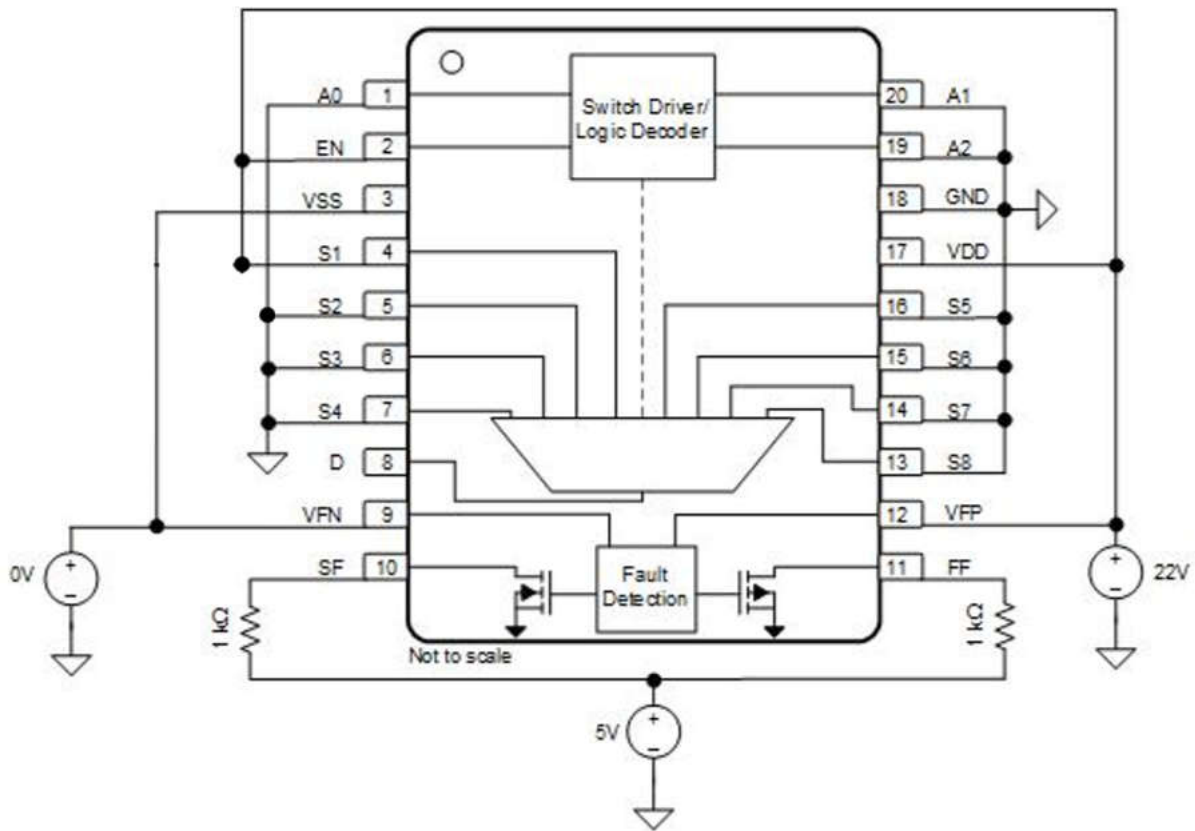 A0 1
Switch Driver/
Logic Decoder
20 A1
EN 2
19 A2
VSS 3
18 GND
S1 4
17 VDD
S2 5
16 S5
S3 6
15 S6
S4 7
14 S7
D 8
13 S8
VFN 9
12 VFP
0V
SF 10
Fault
Detection
11 FF
22V
1 kΩ
1 kΩ
Not to scale
5V